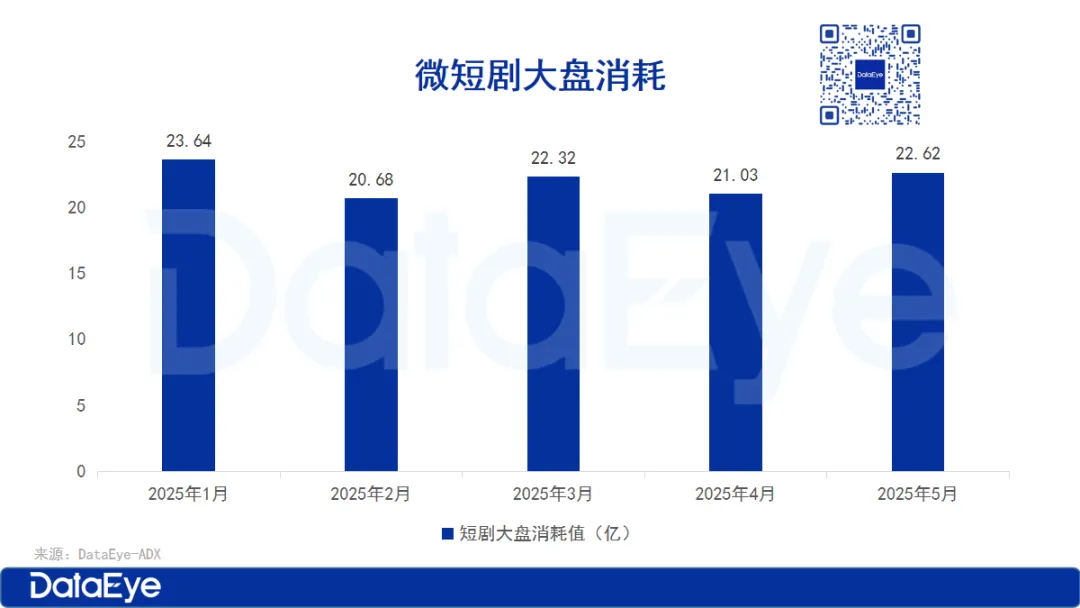 微短剧大盘消耗
DataEye
25
20
15
10
5
0
23.64
20.68
22.32
21.03
22.62
DataEye
2025年1月
2025年2月
2025年3月
2025年4月
2025年5月
短剧大盘消耗值（亿）
来源：DataEye-ADX
DataEye